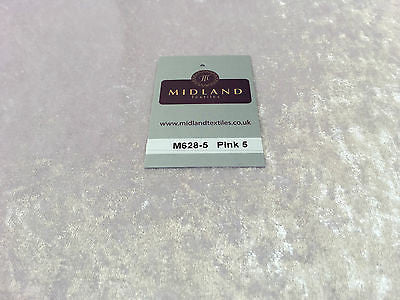 MIDLAND
textiles
www.midlandtextiles.co.uk
M628-5 Pink 5